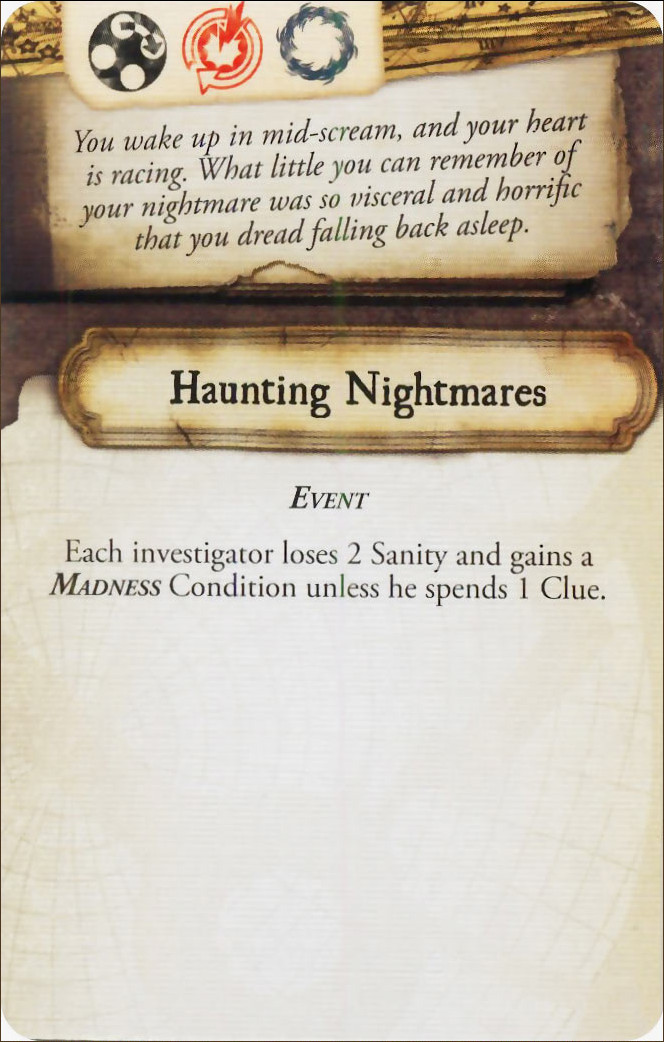 You wake up in mid-scream, and your heart
is racing. What little you can remember of
your nightmare was so visceral and horrific
that you dread falling back asleep.
Haunting Nightmares
EVENT
Each investigator loses 2 Sanity and gains a
MADNESS Condition unless he spends 1 Clue.